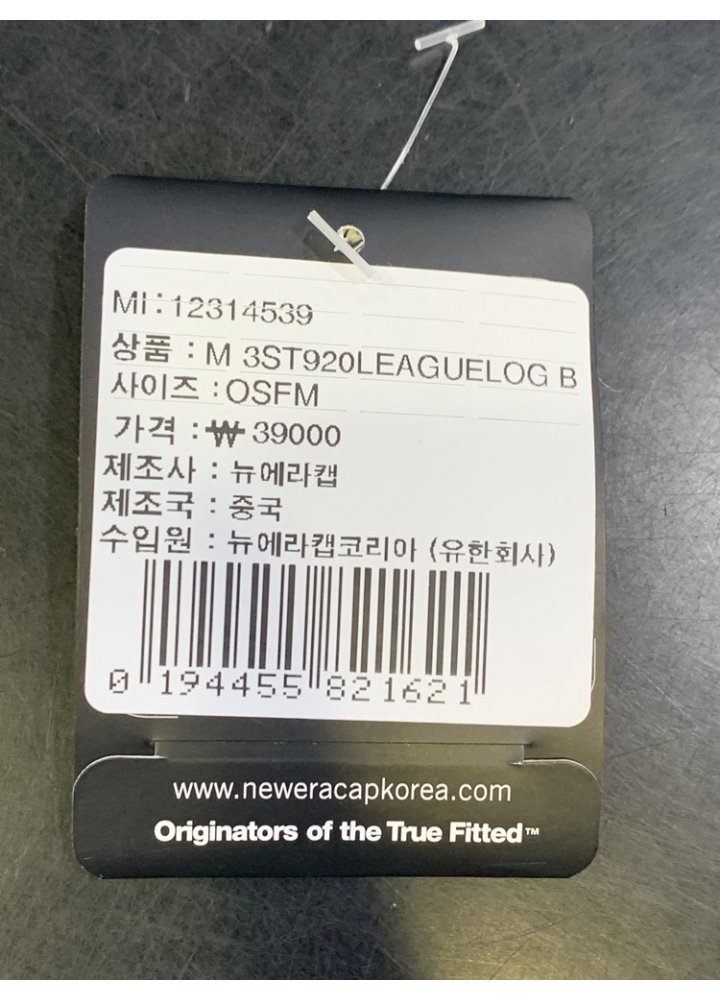 MI:12314539
상품 : M 3ST920LEAGUELOG B
사이즈 :OSFM
가격 :₩ 39000
제조사 : 뉴에라캡
제조국 : 중국
수입원 : 뉴에라캡코리아 (유한회사)
0 194455 821621
www.neweracapkorea.com
Originators of the True Fitted™